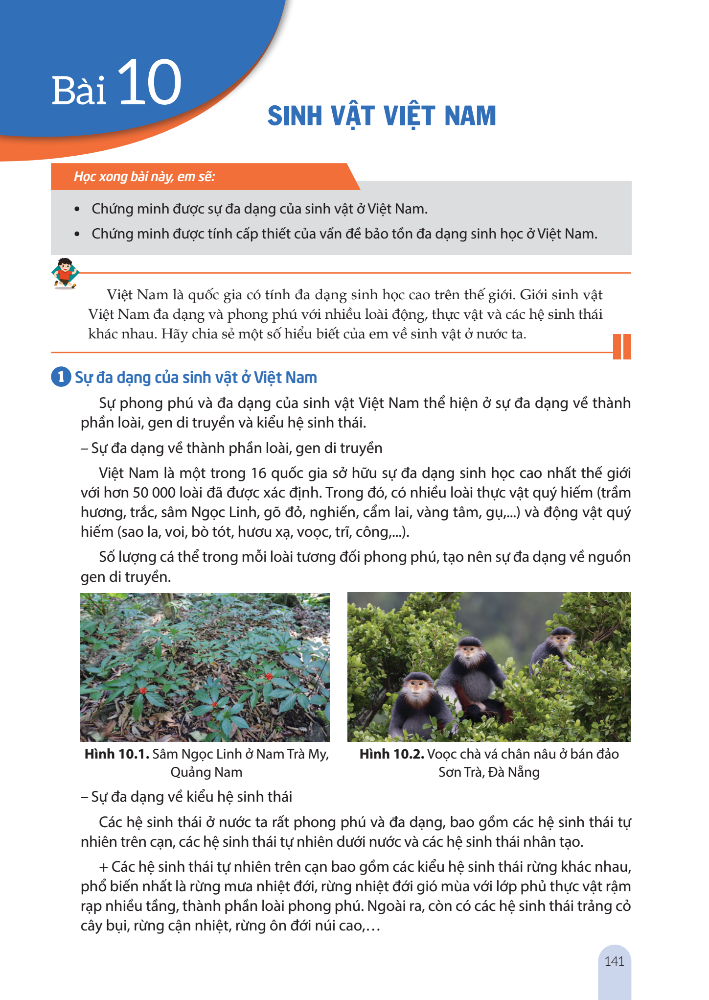 Bài 10
SINH VẬT VIỆT NAM
Học xong bài này, em sẽ:
• Chứng minh được sự đa dạng của sinh vật ở Việt Nam.
• Chứng minh được tính cấp thiết của vấn đề bảo tồn đa dạng sinh học ở Việt Nam.
Việt Nam là quốc gia có tính đa dạng sinh học cao trên thế giới. Giới sinh vật
Việt Nam đa dạng và phong phú với nhiều loài động, thực vật và các hệ sinh thái
khác nhau. Hãy chia sẻ một số hiểu biết của em về sinh vật ở nước ta.
1 Sự đa dạng của sinh vật ở Việt Nam
Sự phong phú và đa dạng của sinh vật Việt Nam thể hiện ở sự đa dạng về thành
phần loài, gen di truyền và kiểu hệ sinh thái.
– Sự đa dạng về thành phần loài, gen di truyền
Việt Nam là một trong 16 quốc gia sở hữu sự đa dạng sinh học cao nhất thế giới
với hơn 50 000 loài đã được xác định. Trong đó, có nhiều loài thực vật quý hiếm (trầm
hương, trắc, sâm Ngọc Linh, gõ đỏ, nghiến, cẩm lai, vàng tâm, gụ,...) và động vật quý
hiếm (sao la, voi, bò tót, hươu xạ, voọc, trĩ, công,...).
Số lượng cá thể trong mỗi loài tương đối phong phú, tạo nên sự đa dạng về nguồn
gen di truyền.
Hình 10.1. Sâm Ngọc Linh ở Nam Trà My,
Quảng Nam
Hình 10.2. Voọc chà vá chân nâu ở bán đảo
Sơn Trà, Đà Nẵng
– Sự đa dạng về kiểu hệ sinh thái
Các hệ sinh thái ở nước ta rất phong phú và đa dạng, bao gồm các hệ sinh thái tự
nhiên trên cạn, các hệ sinh thái tự nhiên dưới nước và các hệ sinh thái nhân tạo.
+ Các hệ sinh thái tự nhiên trên cạn bao gồm các kiểu hệ sinh thái rừng khác nhau,
phổ biến nhất là rừng mưa nhiệt đới, rừng nhiệt đới gió mùa với lớp phủ thực vật rậm
rạp nhiều tầng, thành phần loài phong phú. Ngoài ra, còn có các hệ sinh thái trảng cỏ
cây bụi, rừng cận nhiệt, rừng ôn đới núi cao,…
141